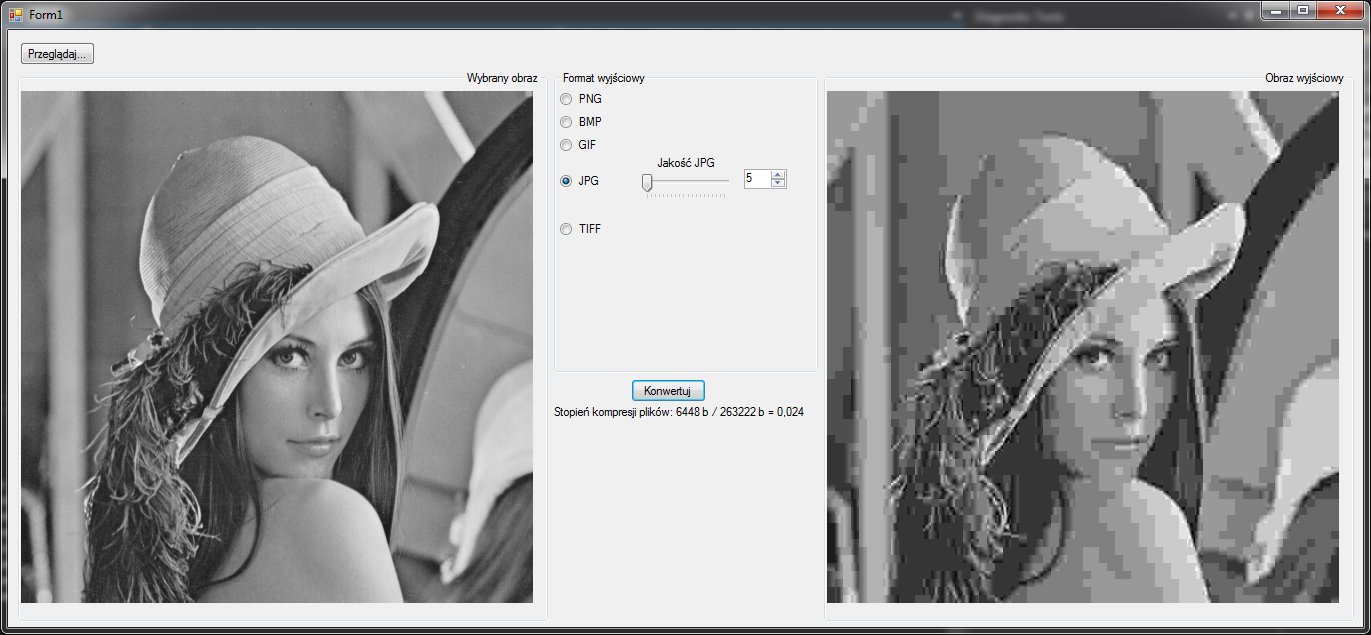 Form1
Przeglądaj...
Wybrany obraz
Format wyjściowy
Obraz wyjściowy
PNG
BMP
GIF
Jakość JPG
JPG
5
TIFF
Konwertuj
Stopień kompresji plików: 6448 b / 263222 b = 0,024